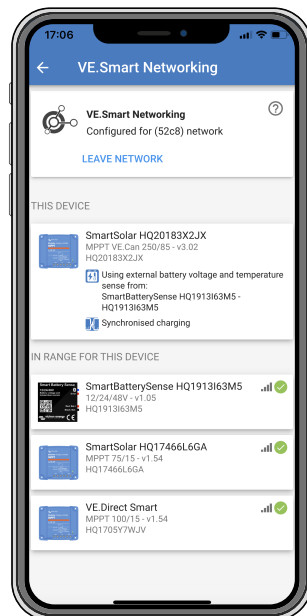 17:06
VE.Smart Networking
VE.Smart Networking
Configured for (52c8) network
LEAVE NETWORK
THIS DEVICE
SmartSolar HQ20183X2JX
MPPT VE.Can 250/85 - v3.02
HQ20183X2JX
Using external battery voltage and temperature
sense from:
SmartBatterySense HQ1913I63M5 -
HQ1913I63M5
Synchronised charging
IN RANGE FOR THIS DEVICE
Smart Battery Sense
SmartBatterySense HQ1913I63M5
12/24/48V - v1.05
HQ1913I63M5
SmartSolar HQ17466L6GA
MPPT 75/15 - v1.54
HQ17466L6GA
VE.Direct Smart
MPPT 100/15 - v1.54
HQ1705Y7WJV